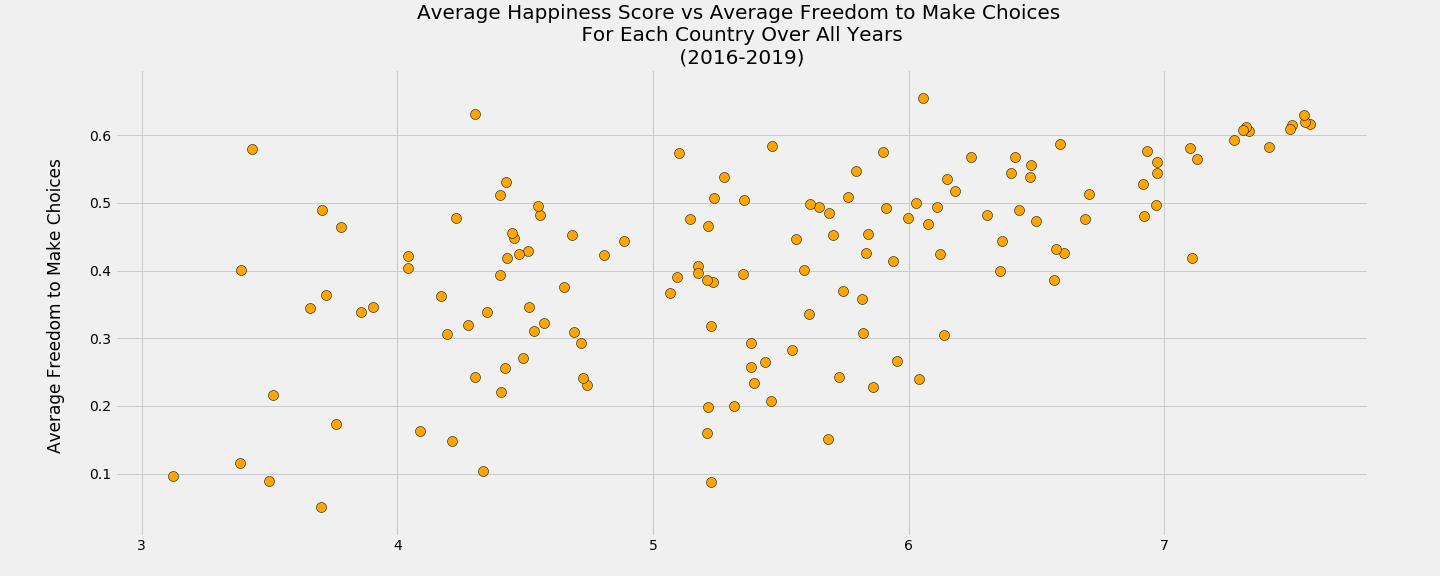 Average Happiness Score vs Average Freedom to Make Choices
For Each Country Over All Years
(2016-2019)
Average Freedom to Make Choices
0.6
0.5
0.4
0.3
0.2
0.1
3 4 5 6 7